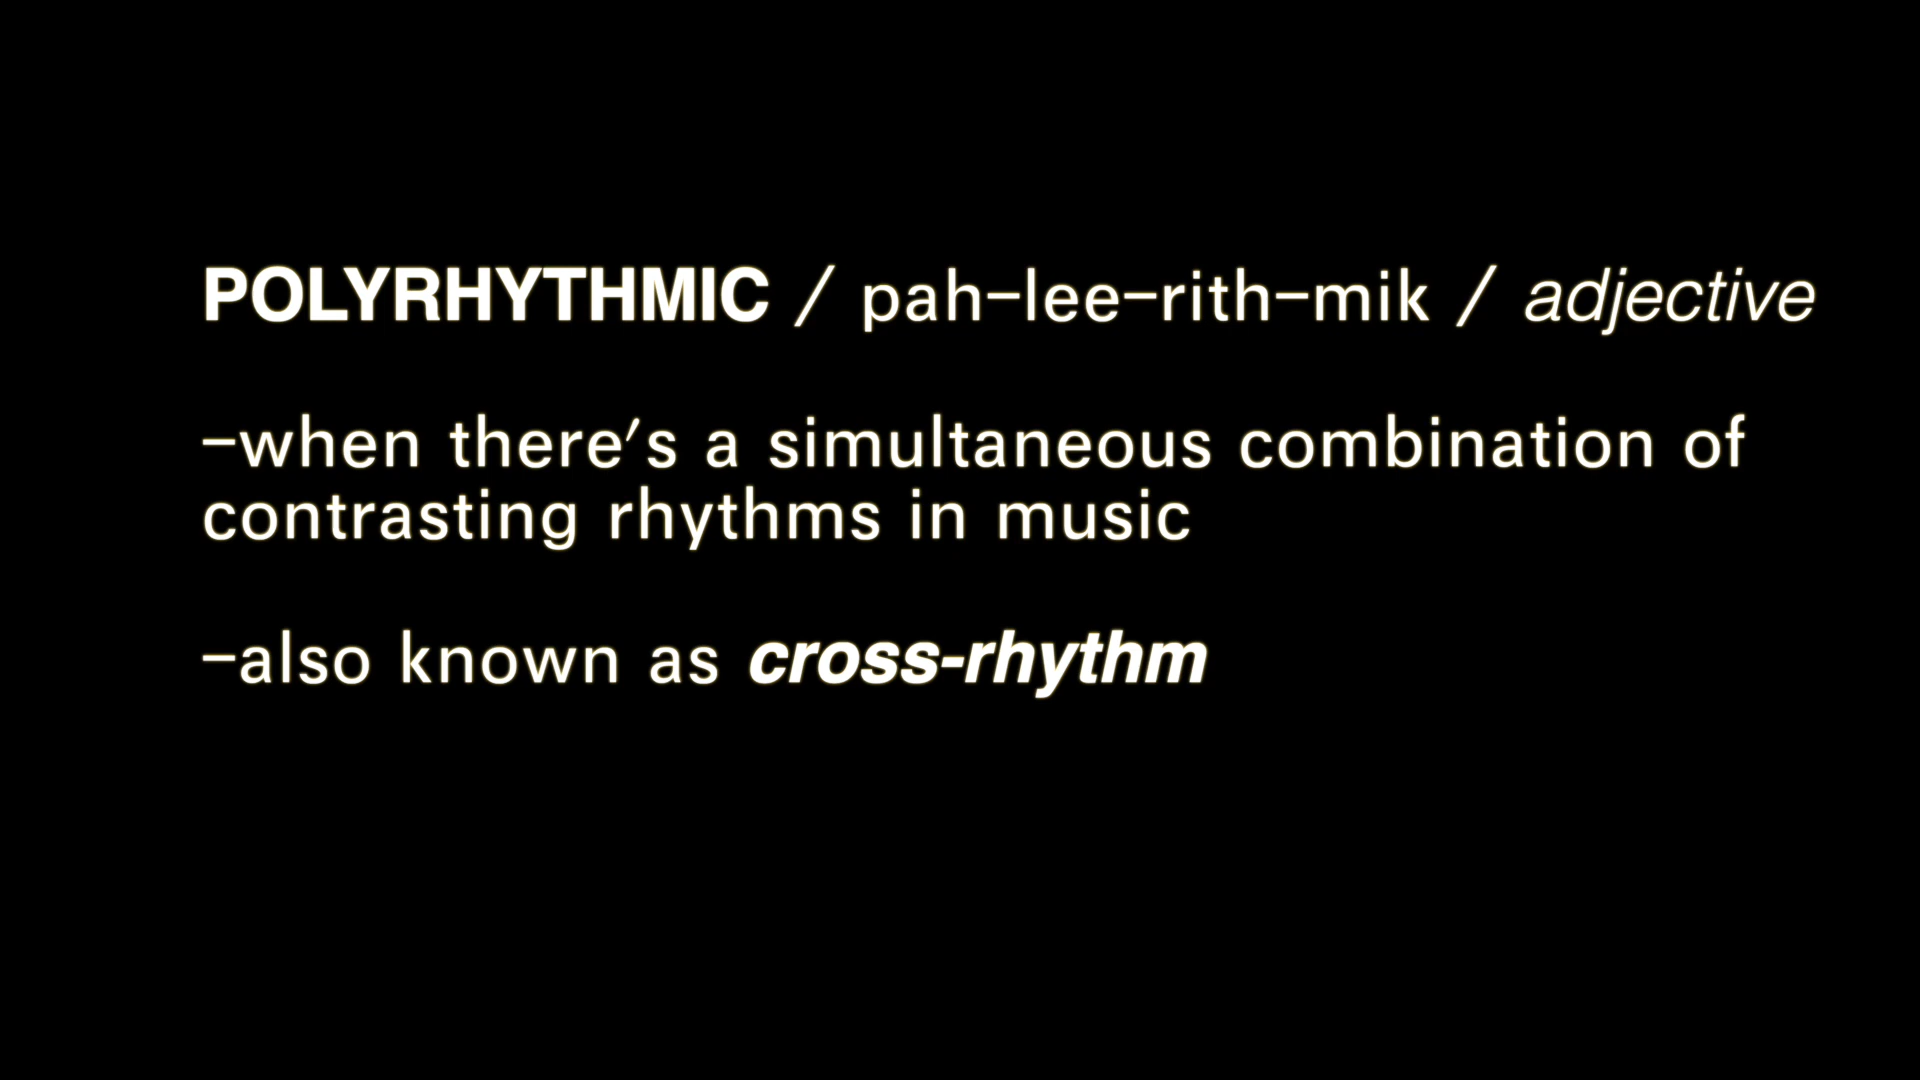 POLYRHYTHMIC / pah-lee-rith-mik / adjective
-when there's a simultaneous combination of
contrasting rhythms in music
-also known as cross-rhythm